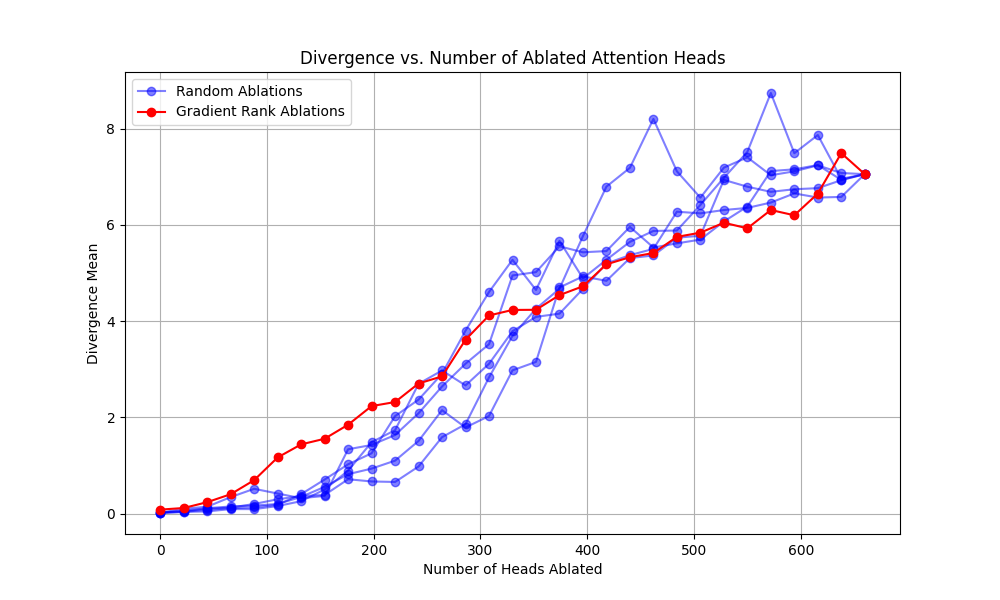 Divergence vs. Number of Ablated Attention Heads
Random Ablations
Gradient Rank Ablations
Divergence Mean
8
6
4
2
0
0 100 200 300 400 500 600
Number of Heads Ablated